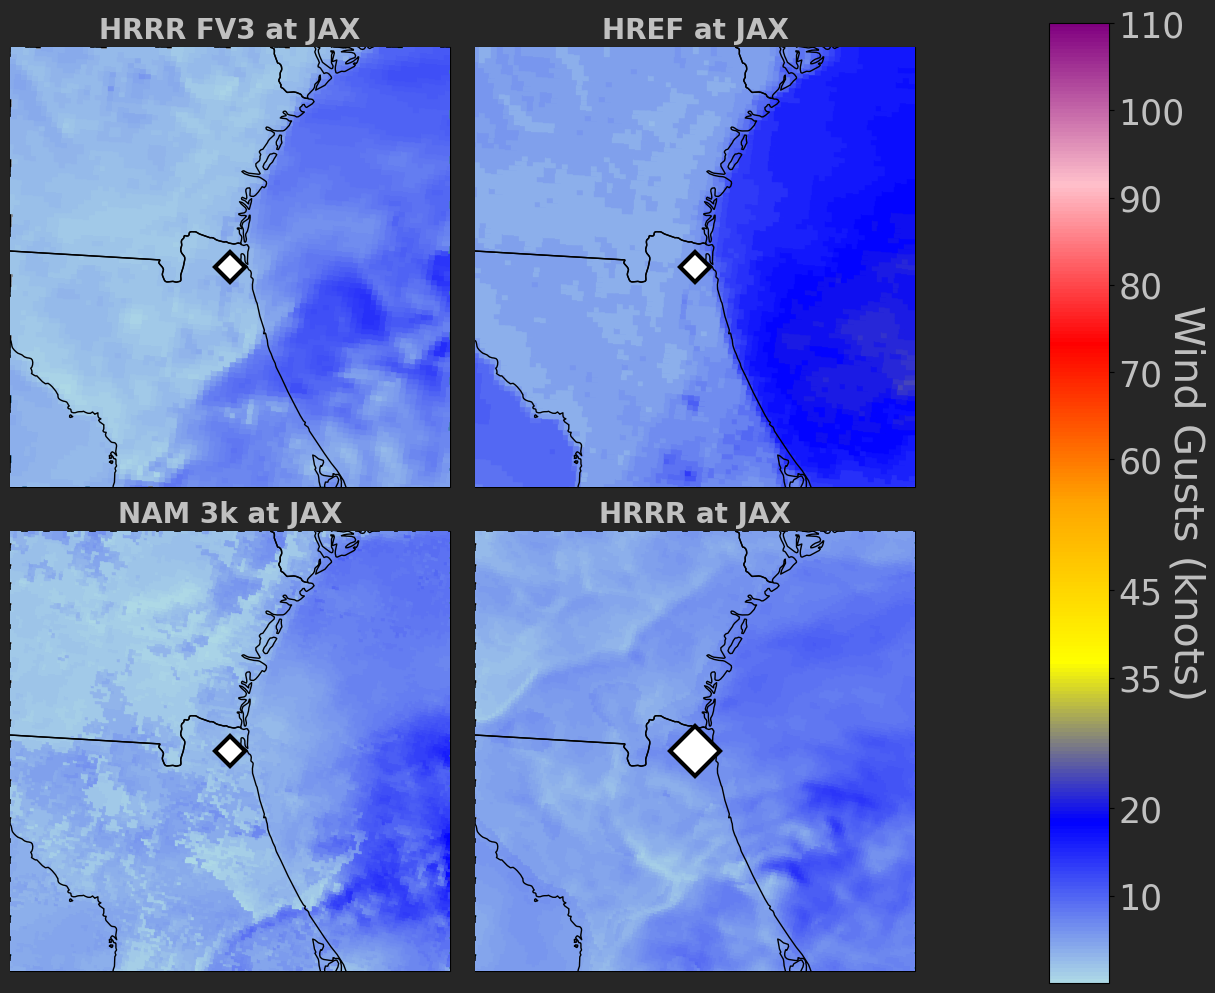 HRRR FV3 at JAX
HREF at JAX
NAM 3k at JAX
HRRR at JAX
110
100
90
80
70
60
45
35
20
10
Wind Gusts (knots)